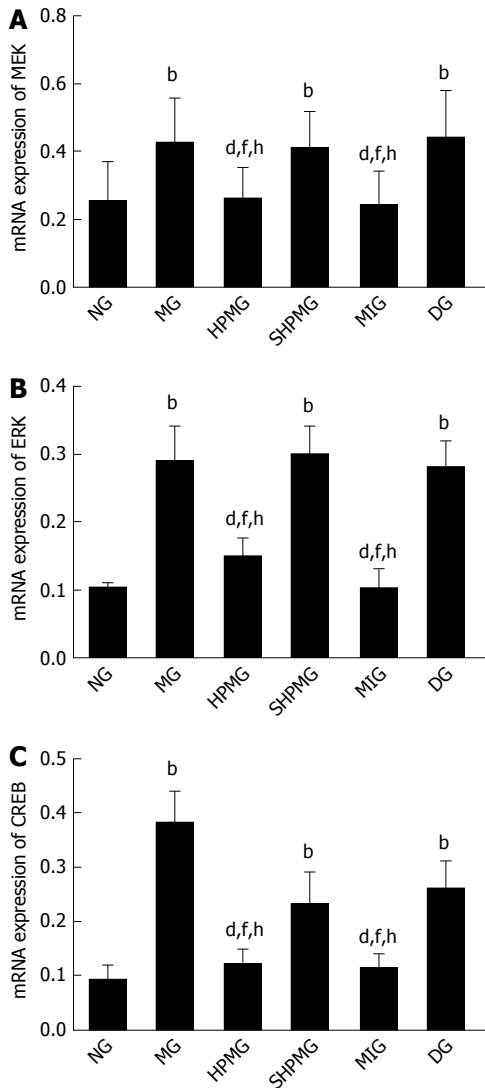 A
mRNA expression of MEK
0.8
0.6
0.4
0.2
0.0
b
d,f,h
b
d,f,h
b
NG
MG
HPMG
SHPMG
MIG
DG
B
mRNA expression of ERK
0.4
0.3
0.2
0.1
0.0
b
d,f,h
b
d,f,h
b
NG
MG
HPMG
SHPMG
MIG
DG
C
mRNA expression of CREB
0.5
0.4
0.3
0.2
0.1
0.0
b
d,f,h
b
d,f,h
b
NG
MG
HPMG
SHPMG
MIG
DG